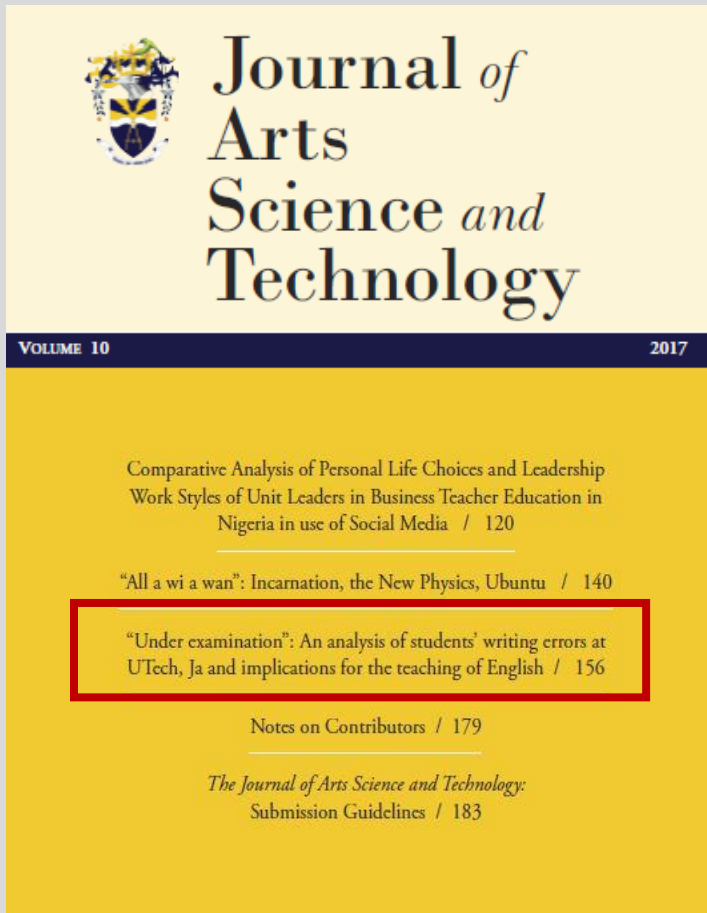 Journal of
Arts
Science and
Technology
VOLUME 10 2017
Comparative Analysis of Personal Life Choices and Leadership
Work Styles of Unit Leaders in Business Teacher Education in
Nigeria in use of Social Media / 120
“All a wi a wan”: Incarnation, the New Physics, Ubuntu / 140
“Under examination”: An analysis of students’ writing errors at
UTech, Ja and implications for the teaching of English / 156
Notes on Contributors / 179
The Journal of Arts Science and Technology:
Submission Guidelines / 183